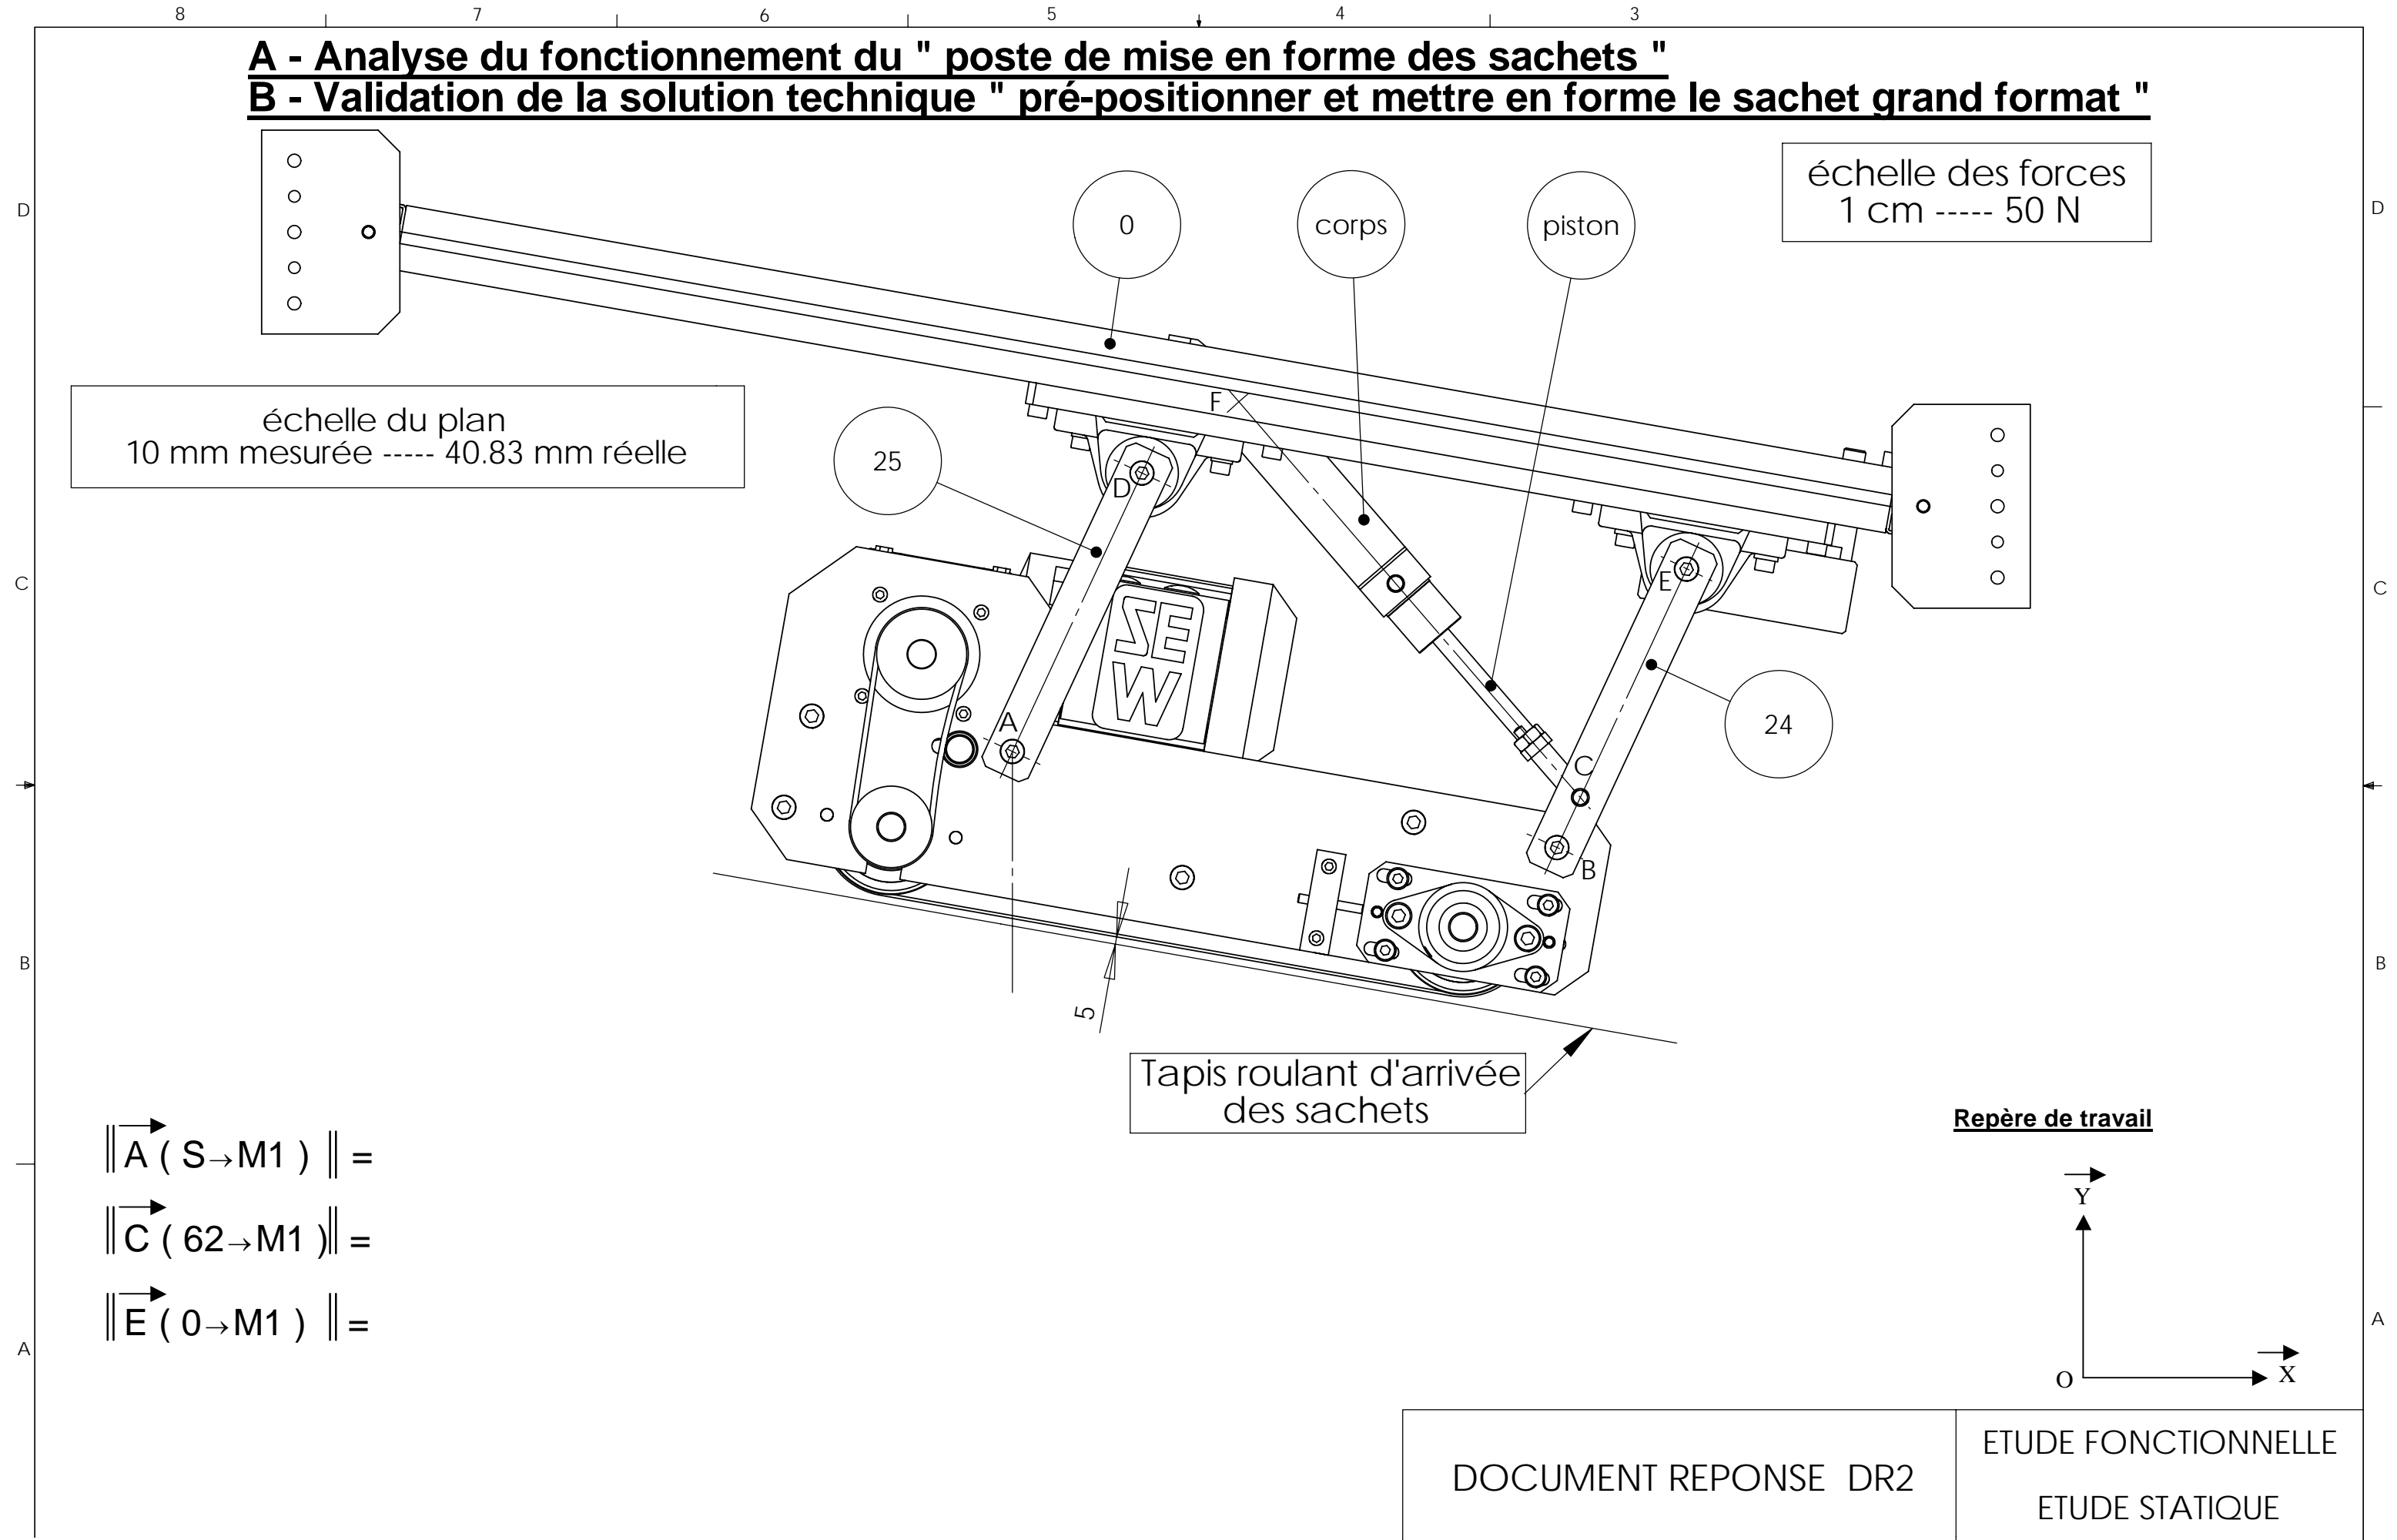 8 7 6 5 4 3
A - Analyse du fonctionnement du " poste de mise en forme des sachets "
B - Validation de la solution technique " pré-positionner et mettre en forme le sachet grand format "
échelle des forces
1 cm ----- 50 N
D
D
0
corps
piston
échelle du plan
10 mm mesurée ----- 40.83 mm réelle
F
25
D
E
C
C
SE
W
A
24
C
B
B
B
5
Tapis roulant d'arrivée
des sachets
Repère de travail
A ( S→M1 ) =
C ( 62→M1 ) =
E ( 0→M1 ) =
Y
O
X
A
A
DOCUMENT REPONSE DR2
ETUDE FONCTIONNELLE
ETUDE STATIQUE